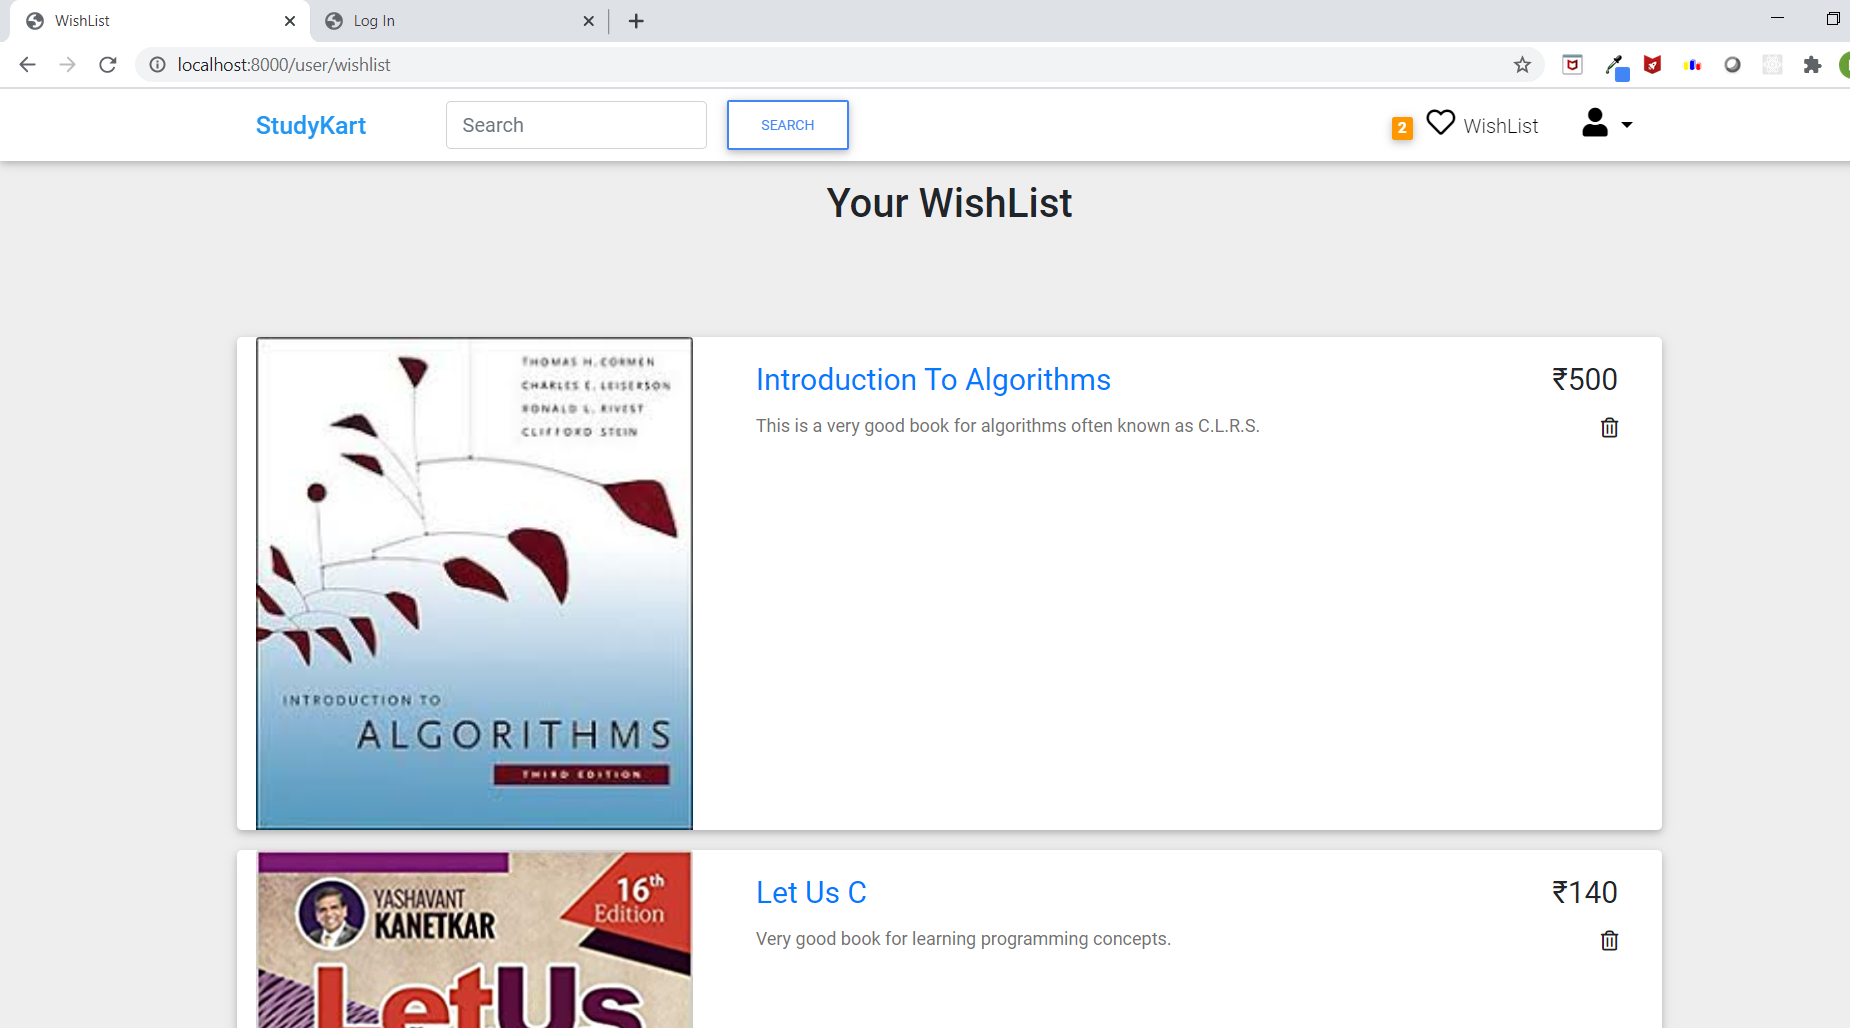 WishList
Log In
localhost:8000/user/wishlist
StudyKart
Search
SEARCH
2
WishList
Your WishList
THOMAS H. CORMEN
CHARLES E. LEISERSON
RONALD L. RIVEST
CLIFFORD STEIN
INTRODUCTION TO
ALGORITHMS
THIRD EDITION
Introduction To Algorithms
₹500
This is a very good book for algorithms often known as C.L.R.S.
YASHAVANT
KANETKAR
16th
Edition
LetUs
Let Us C
₹140
Very good book for learning programming concepts.